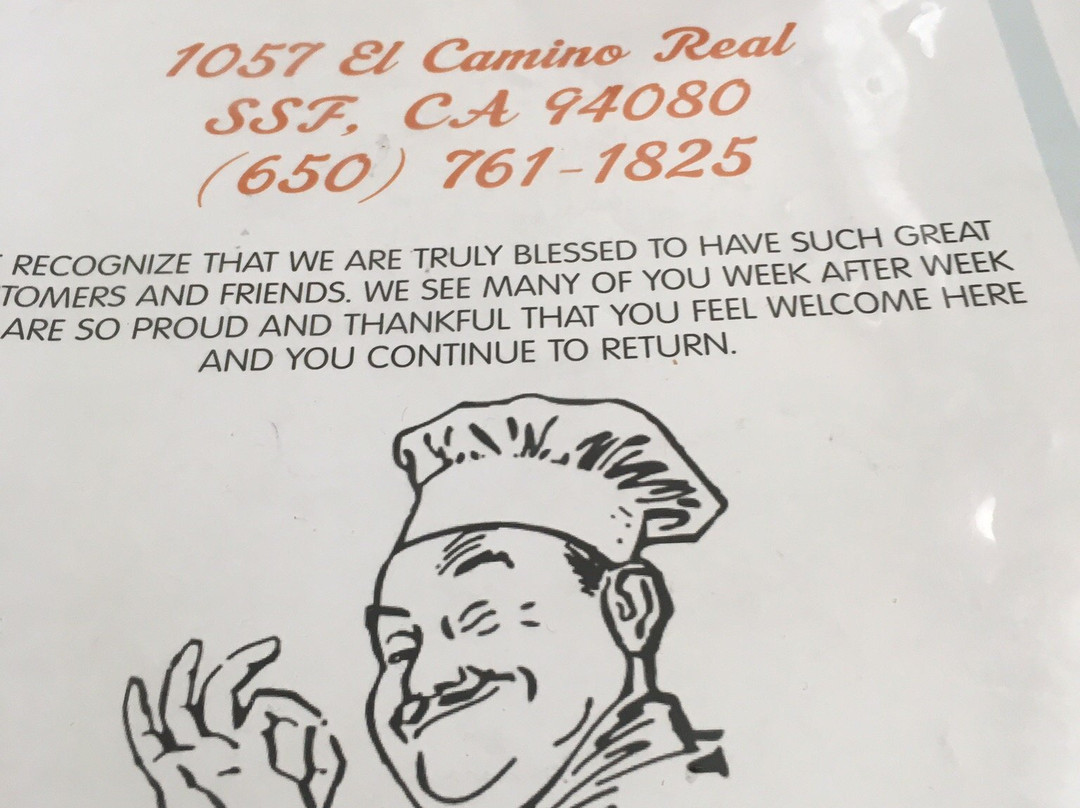 1057 El Camino Real
SSF, CA 94080
(650) 761-1825
RECOGNIZE THAT WE ARE TRULY BLESSED TO HAVE SUCH GREAT
TOMERS AND FRIENDS. WE SEE MANY OF YOU WEEK AFTER WEEK
ARE SO PROUD AND THANKFUL THAT YOU FEEL WELCOME HERE
AND YOU CONTINUE TO RETURN.